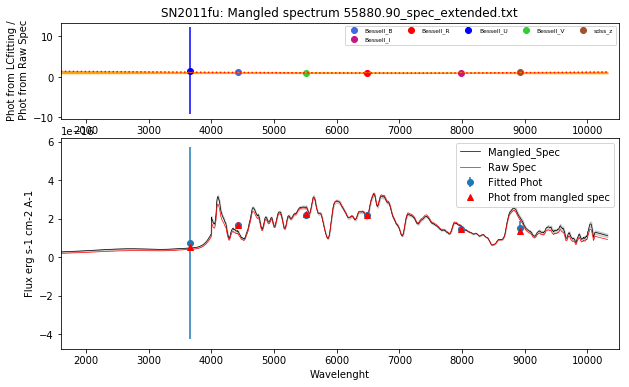 SN2011fu: Mangled spectrum 55880.90_spec_extended.txt
Phot from LCfitting /
Phot from Raw Spec
10
0
−10
Bessell_B
Bessell_R
Bessell_U
Bessell_V
sdss_z
Bessell_I
2000 3000 4000 5000 6000 7000 8000 9000 10000
1e−16
Flux erg s-1 cm-2 A-1
6
4
2
0
−2
−4
Mangled_Spec
Raw Spec
Fitted Phot
Phot from mangled spec
2000 3000 4000 5000 6000 7000 8000 9000 10000
Wavelenght